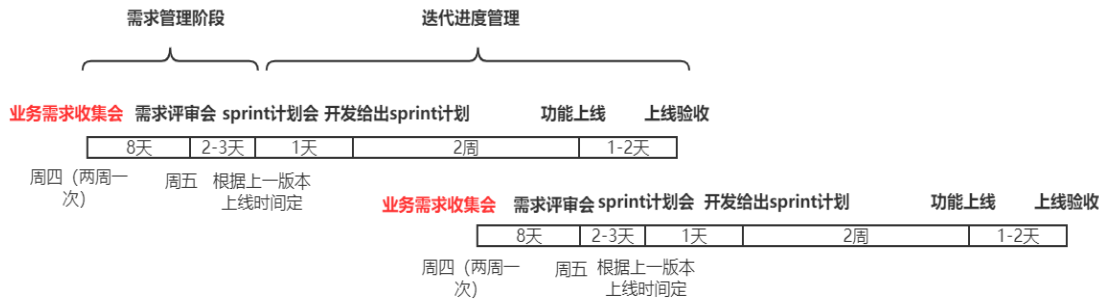 需求管理阶段 迭代进度管理
业务需求收集会 需求评审会 sprint计划会 开发给出sprint计划 功能上线 上线验收
8天 2-3天 1天 2周 1-2天
周四（两周一
次）
周五
根据上一版本
上线时间定
业务需求收集会 需求评审会 sprint计划会 开发给出sprint计划 功能上线 上线验收
8天 2-3天 1天 2周 1-2天
周四（两周一
次）
周五
根据上一版本
上线时间定